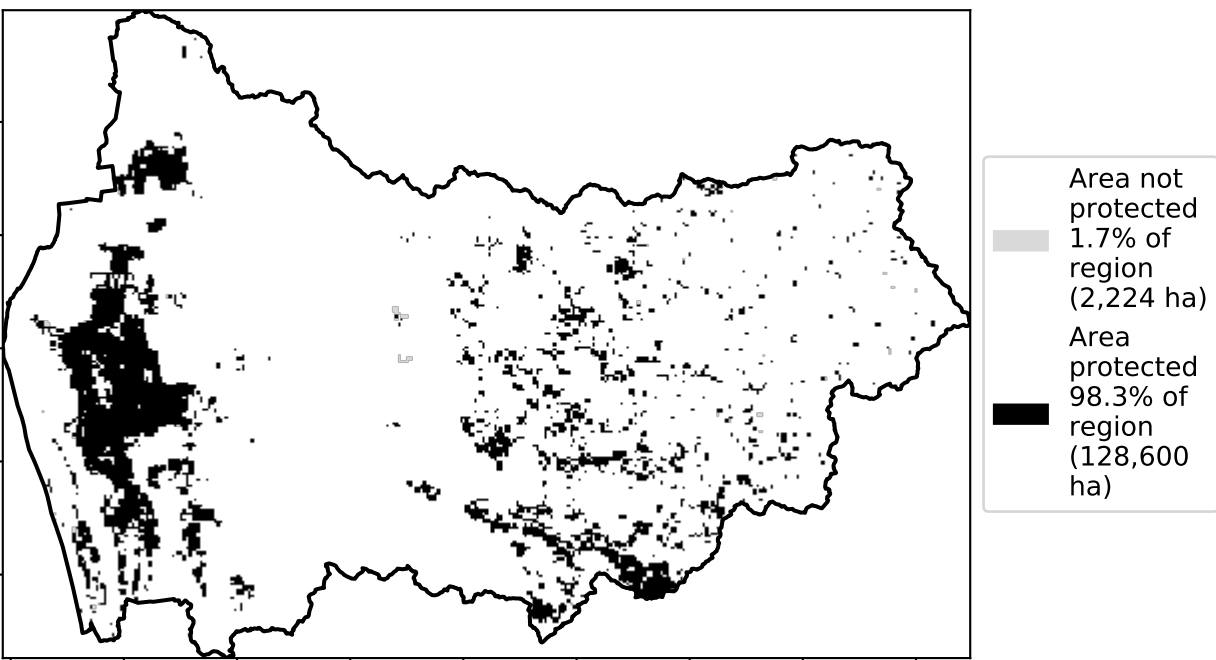 Area not
protected
1.7% of
region
(2,224 ha)
Area
protected
98.3% of
region
(128,600
ha)